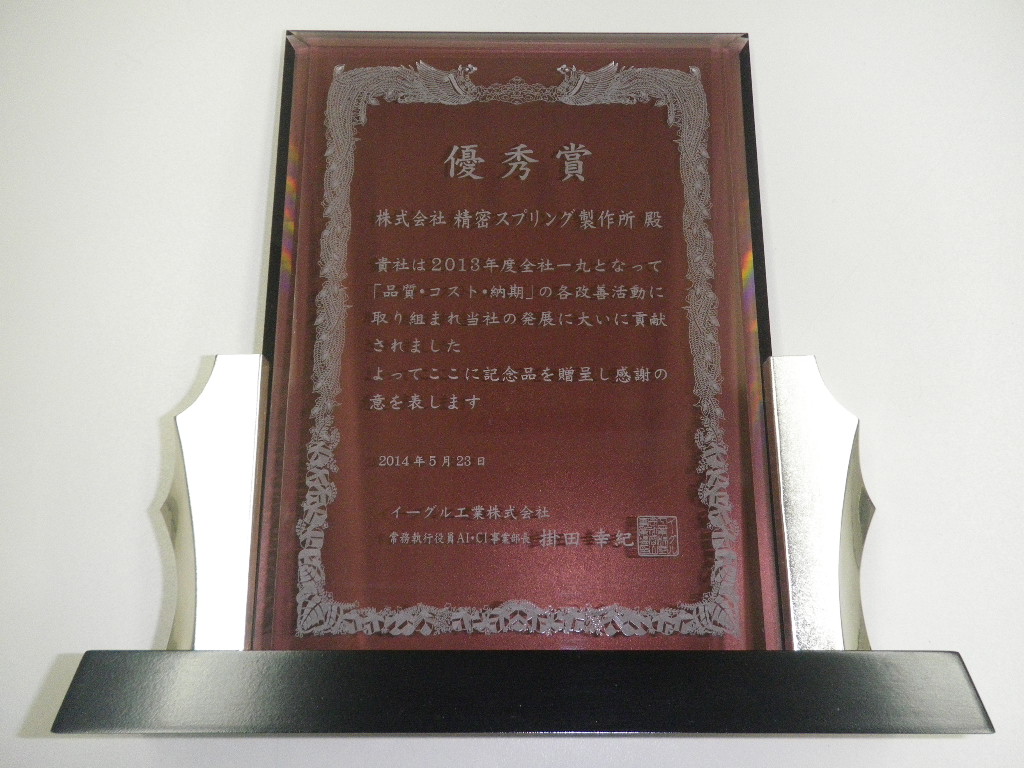 優秀賞
株式会社 精密スプリング製作所 殿
貴社は2013年度全社一丸となって
「品質・コスト・納期」の各改善活動に
取り組まれ当社の発展に大いに貢献
されました
よってここに記念品を贈呈し感謝の
意を表します
2014年5月23日
イーグル工業株式会社
常務執行役員AI・CI事業部長 掛田 幸紀